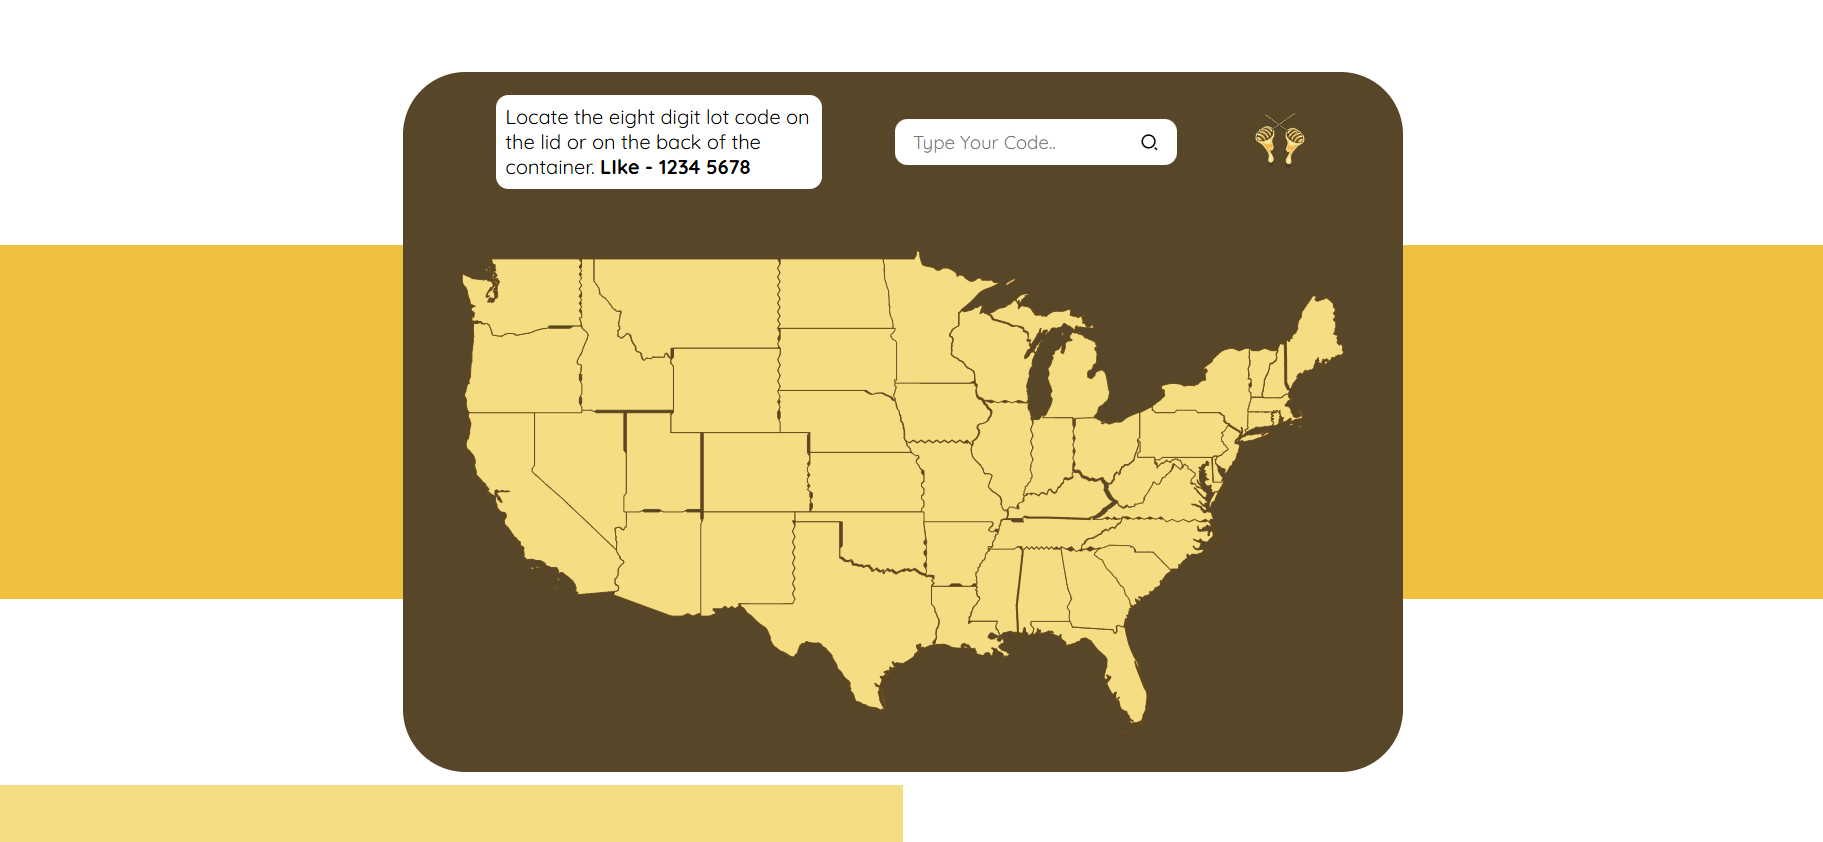 Locate the eight digit lot code on
the lid or on the back of the
container. LIke - 1234 5678
Type Your Code..